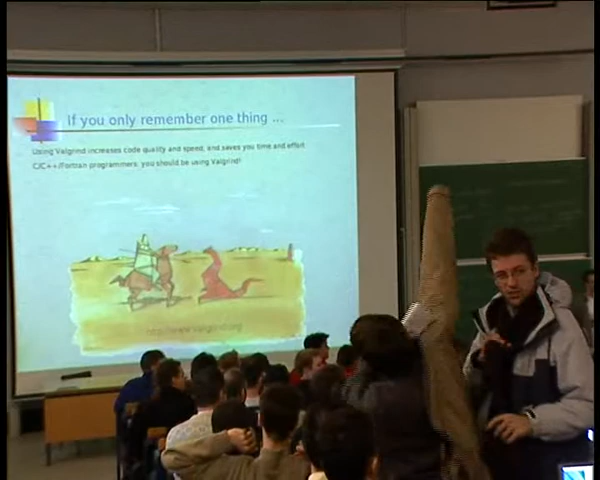 If you only remember one thing ...
Using Valgrind increases code quality and speed, and saves you time and effort
C/C++/Fortran programmers: you should be using Valgrind!
http://www.valgrind.org